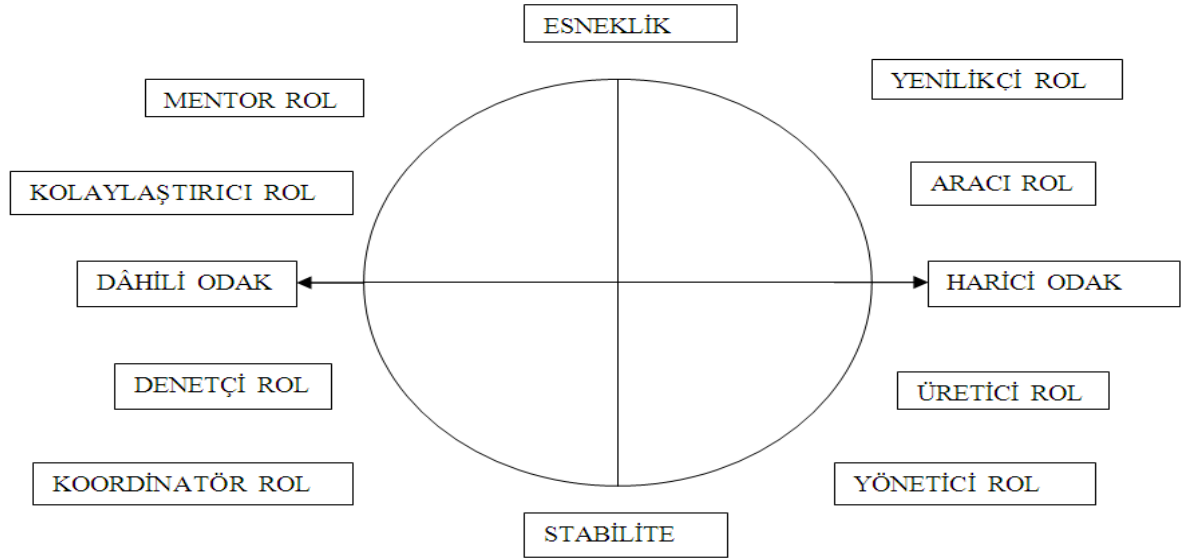 ESNEKLİK
MENTOR ROL
YENİLİKÇİ ROL
KOLAYLAŞTIRICI ROL
ARACI ROL
DÂHİLİ ODAK
HARİCİ ODAK
DENETÇİ ROL
ÜRETİCİ ROL
KOORDİNATÖR ROL
YÖNETİCİ ROL
STABİLİTE